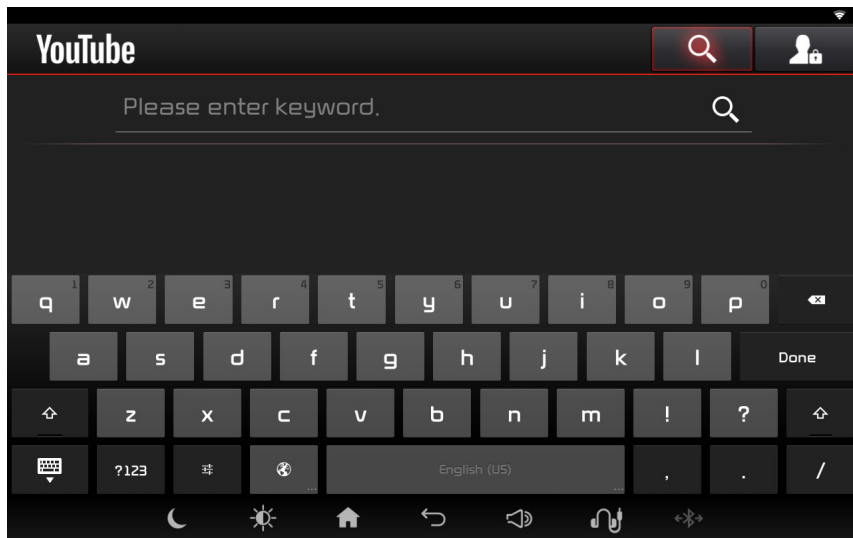 YouTube
Please enter keyword.
q 1 w 2 e 3 r 4 t 5 y 6 u 7 i 8 o 9 p 0
a s d f g h j k l Done
z x c v b n m ! ?
?123 English (US) , . /